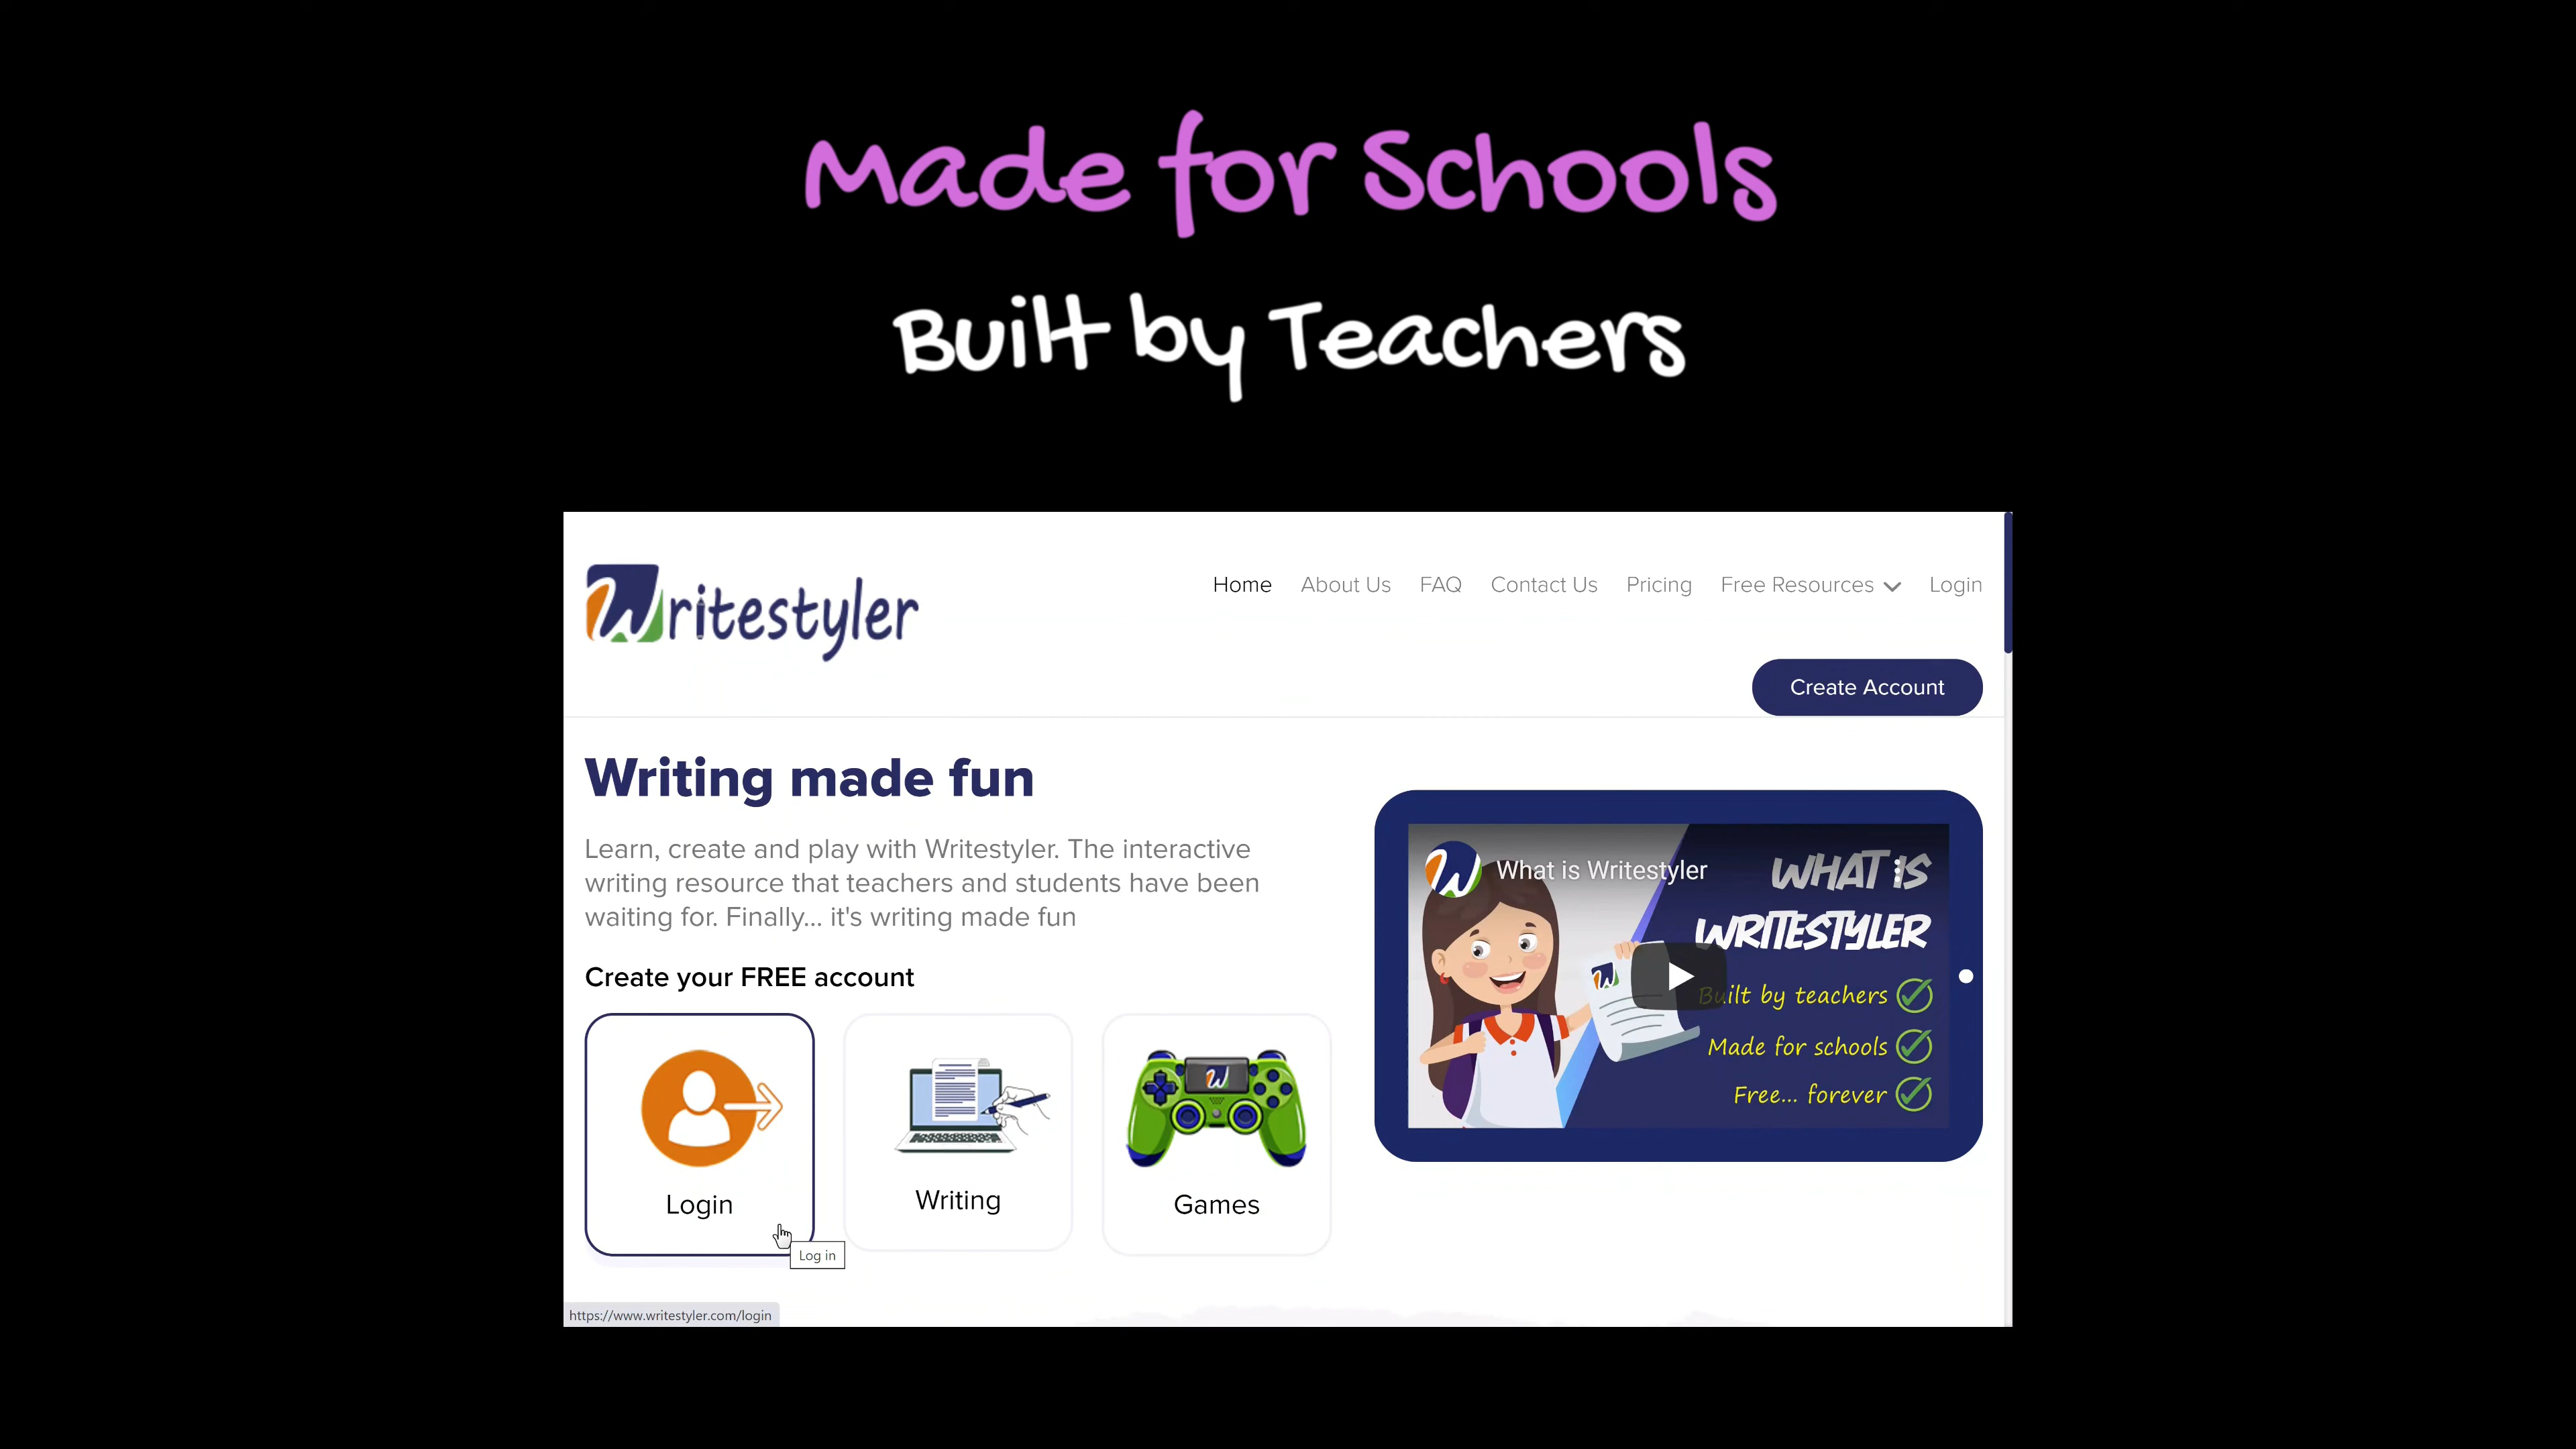 Made for Schools
Built by Teachers
Writestyler
Home About Us FAQ Contact Us Pricing Free Resources Login
Create Account
Writing made fun
Learn, create and play with Writestyler. The interactive
writing resource that teachers and students have been
waiting for. Finally... it's writing made fun
Create your FREE account
Login
Writing
Games
Log in
https://www.writestyler.com/login
What is Writestyler
WHAT IS
WRITESTYLER
Built by teachers
Made for schools
Free... forever